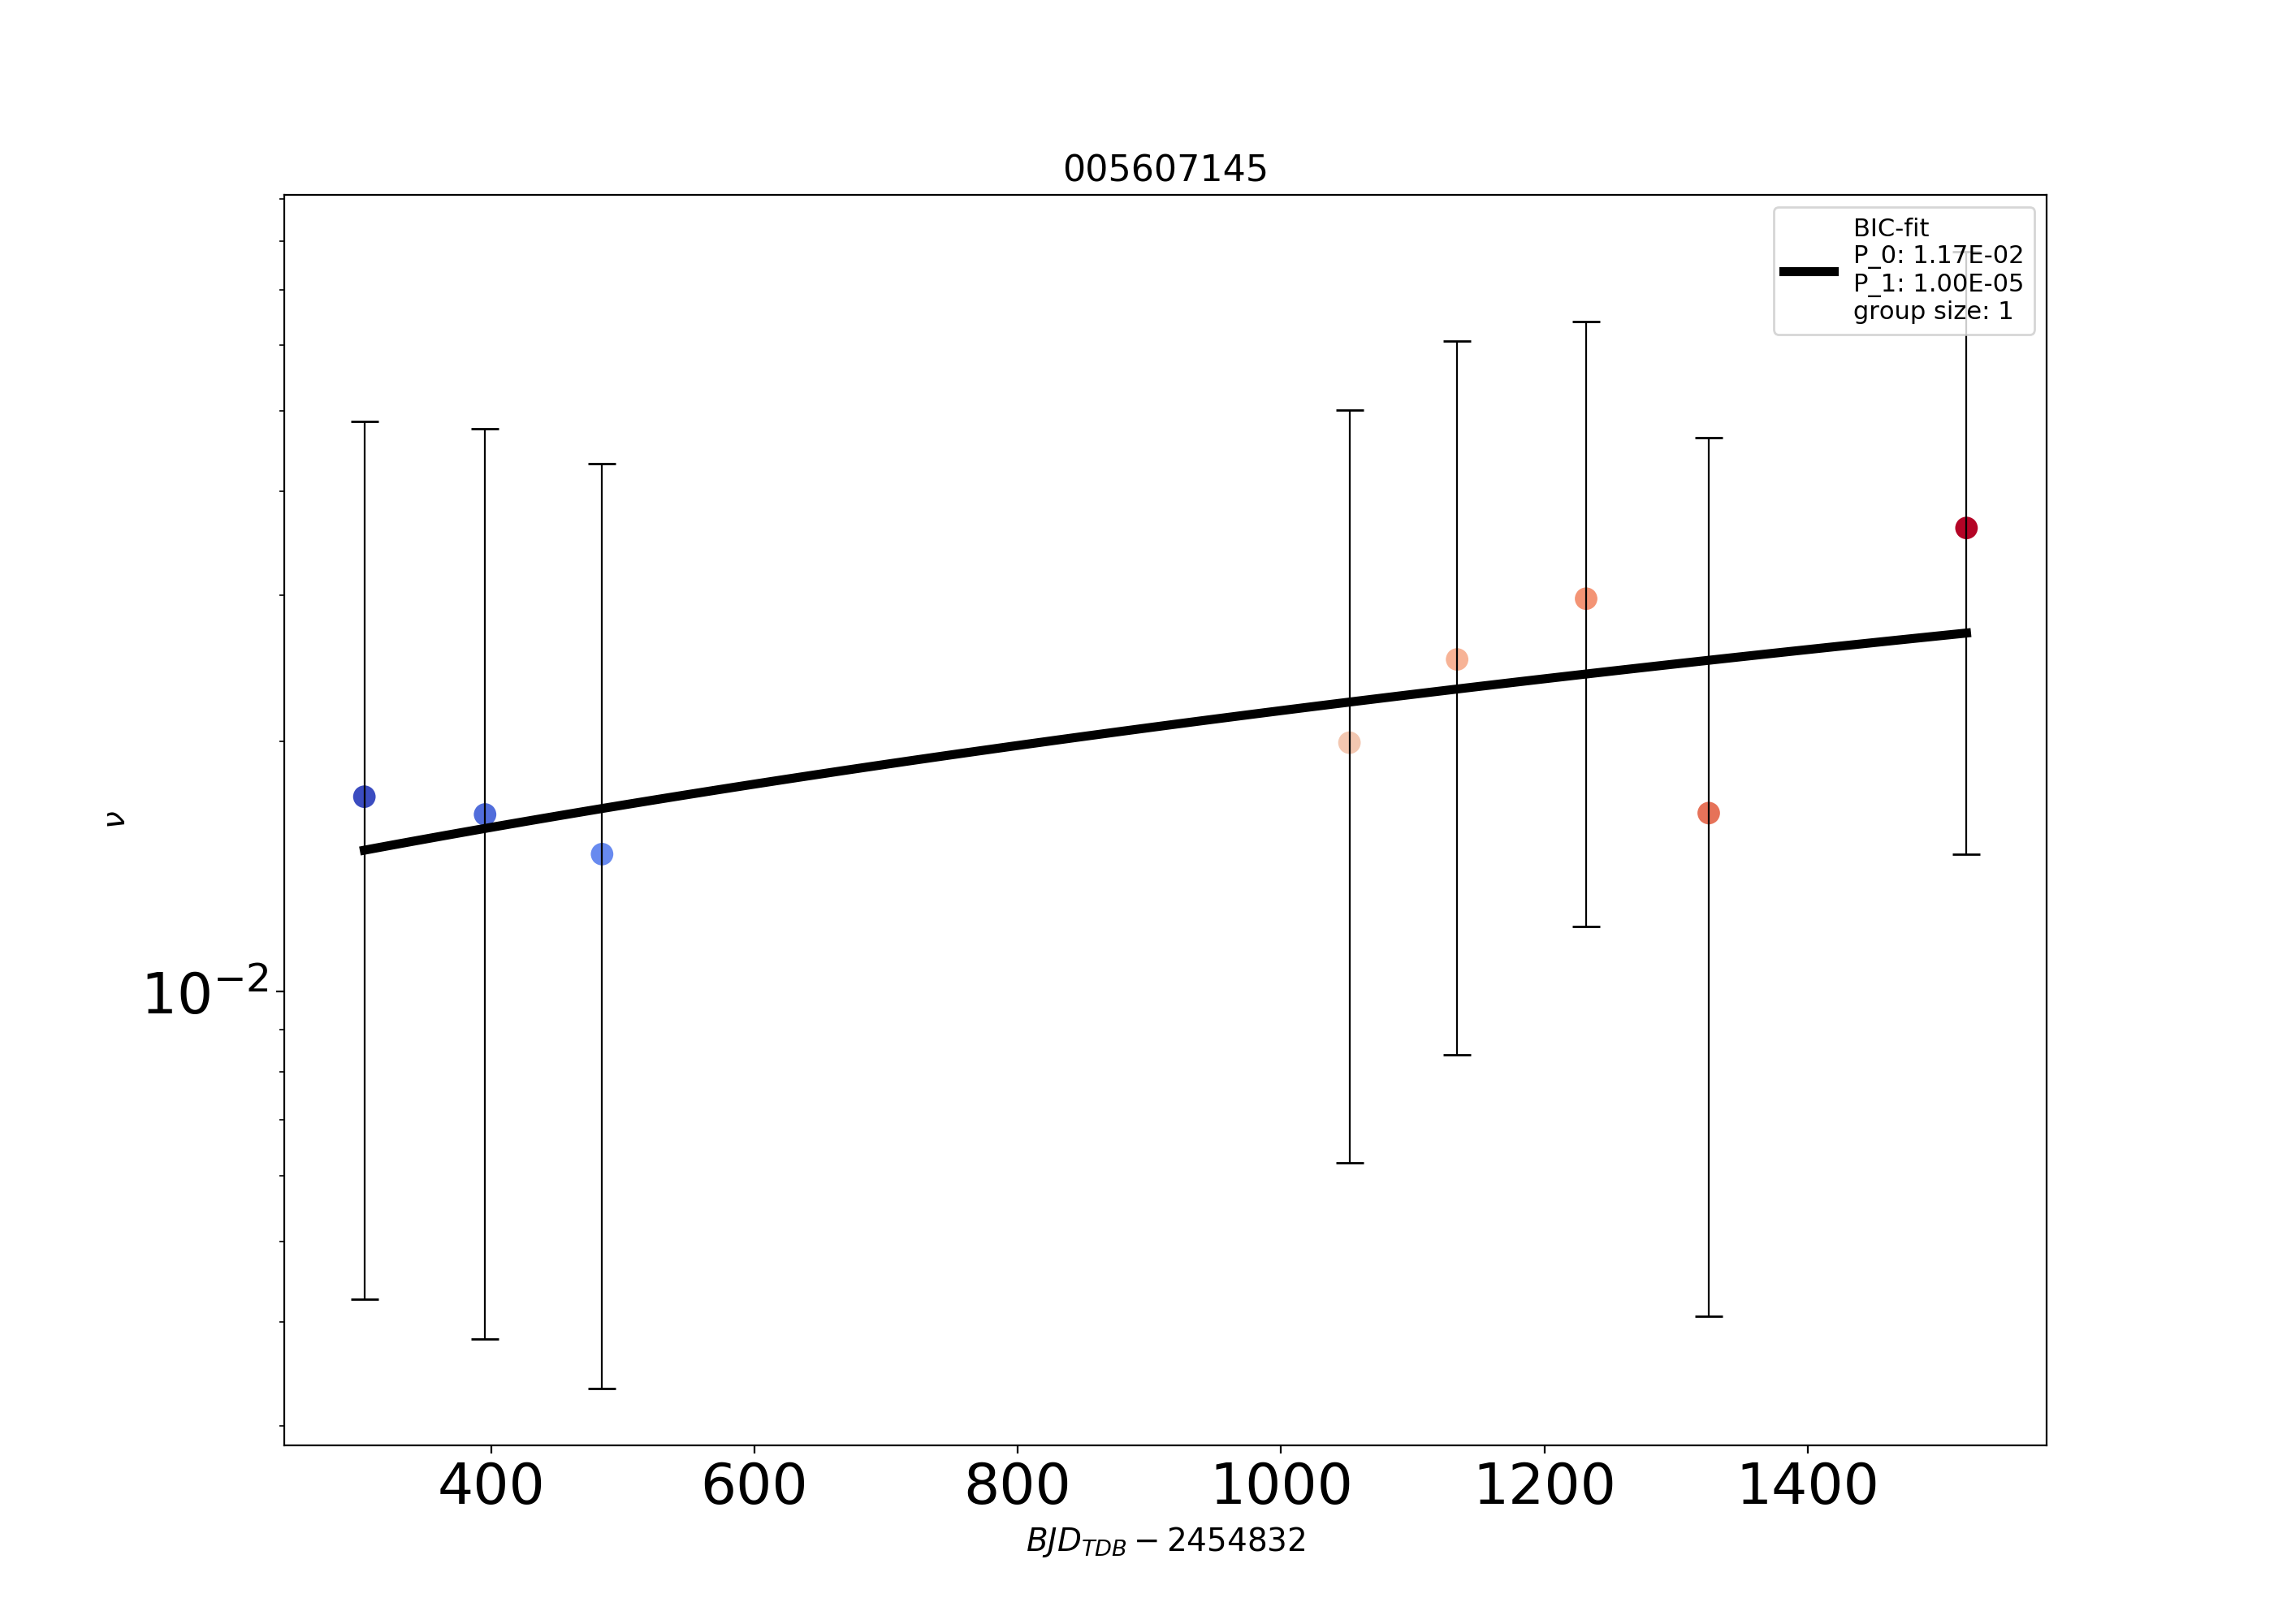 005607145
BIC-fit
P_0: 1.17E-02
P_1: 1.00E-05
group size: 1
ν
10⁻²
400 600 800 1000 1200 1400
BJD_TDB − 2454832